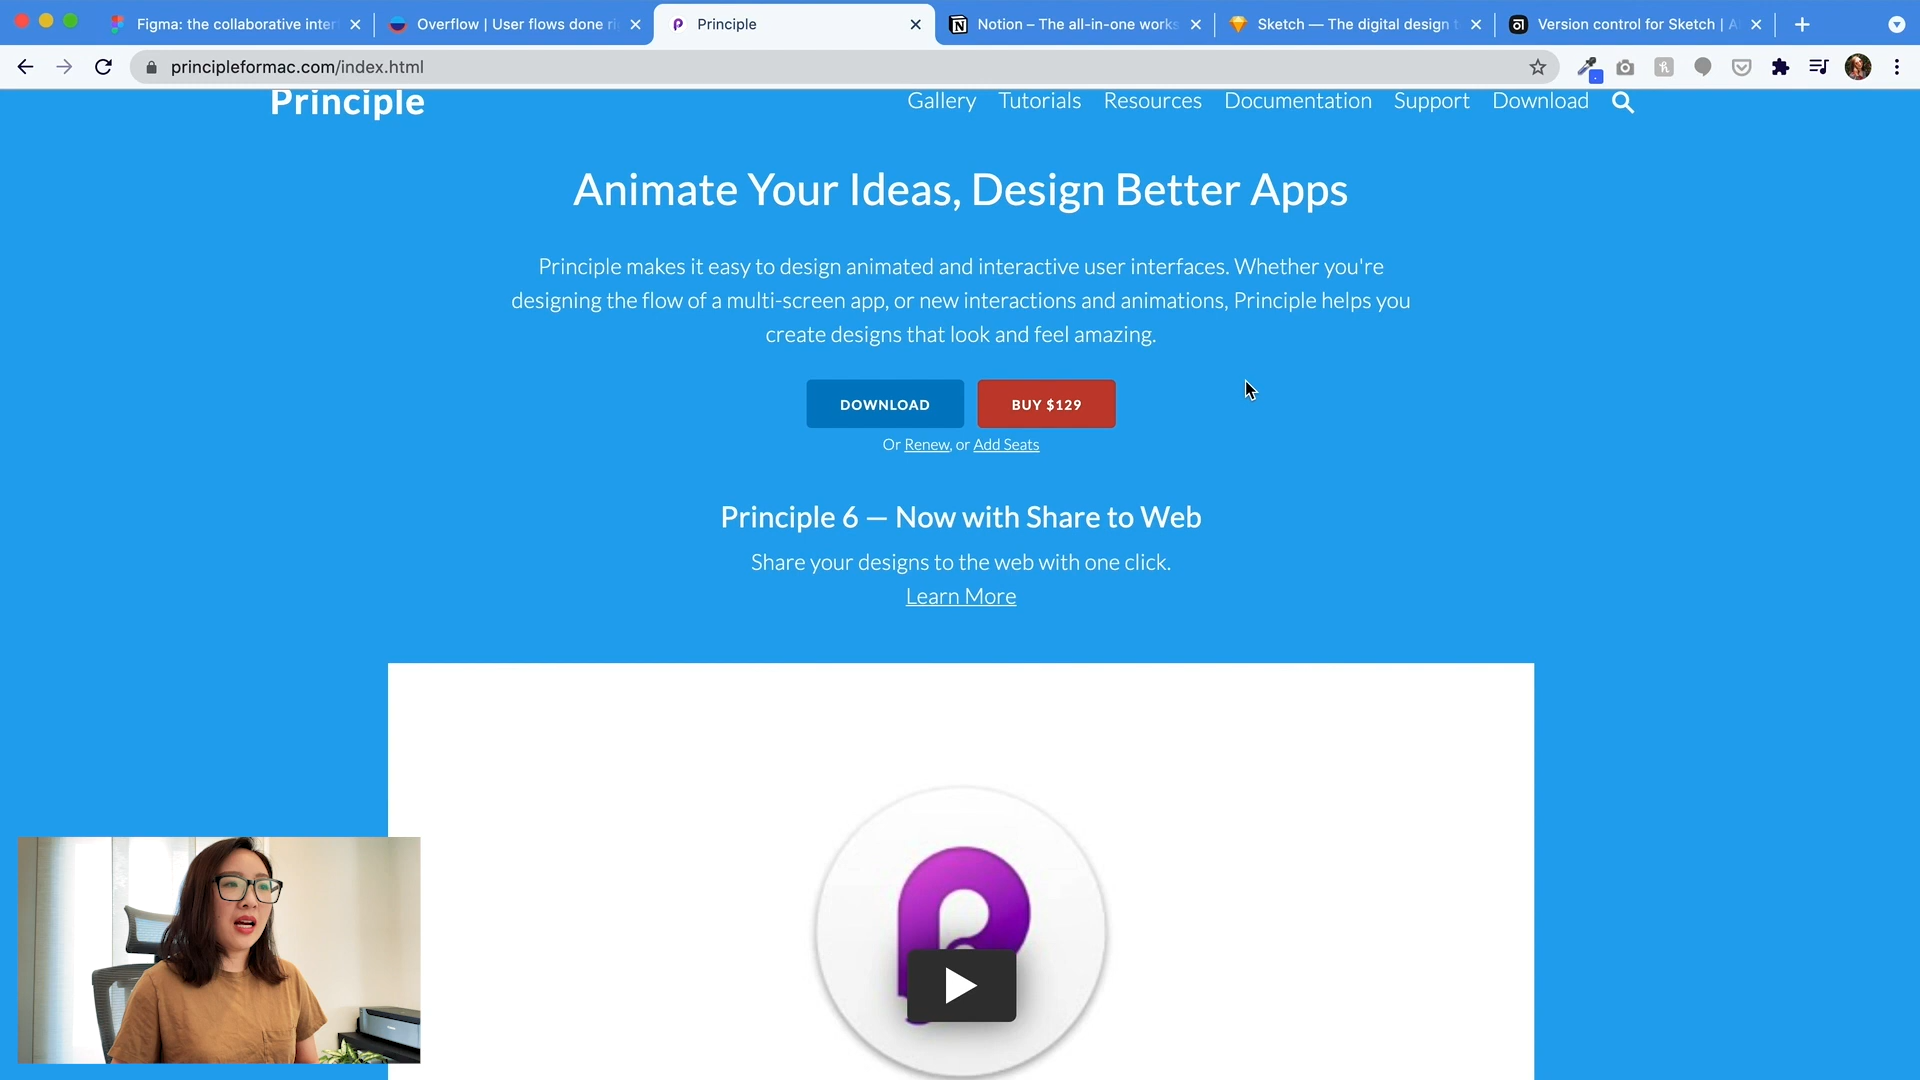 Figma: the collaborative inter
Overflow | User flows done ri
Principle
Notion – The all-in-one works
Sketch — The digital design t
Version control for Sketch | A
principleformac.com/index.html
Principle
Gallery
Tutorials
Resources
Documentation
Support
Download
Animate Your Ideas, Design Better Apps
Principle makes it easy to design animated and interactive user interfaces. Whether you're
designing the flow of a multi-screen app, or new interactions and animations, Principle helps you
create designs that look and feel amazing.
DOWNLOAD
BUY $129
Or Renew, or Add Seats
Principle 6 — Now with Share to Web
Share your designs to the web with one click.
Learn More